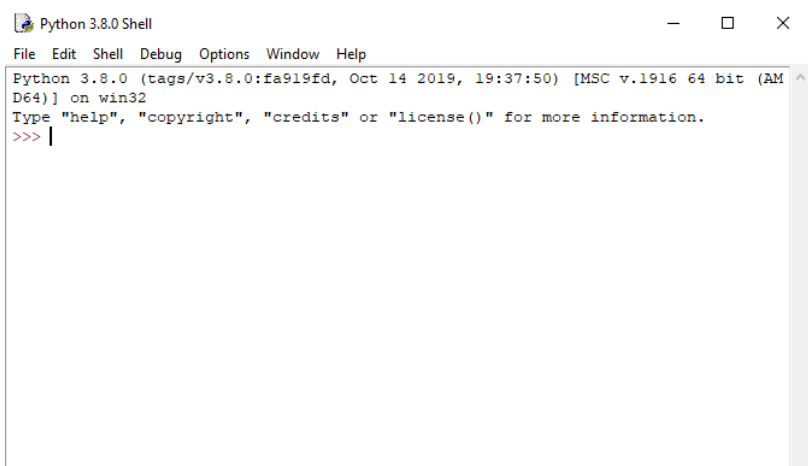 Python 3.8.0 Shell
File Edit Shell Debug Options Window Help
Python 3.8.0 (tags/v3.8.0:fa919fd, Oct 14 2019, 19:37:50) [MSC v.1916 64 bit (AM
D64)] on win32
Type "help", "copyright", "credits" or "license()" for more information.
>>>